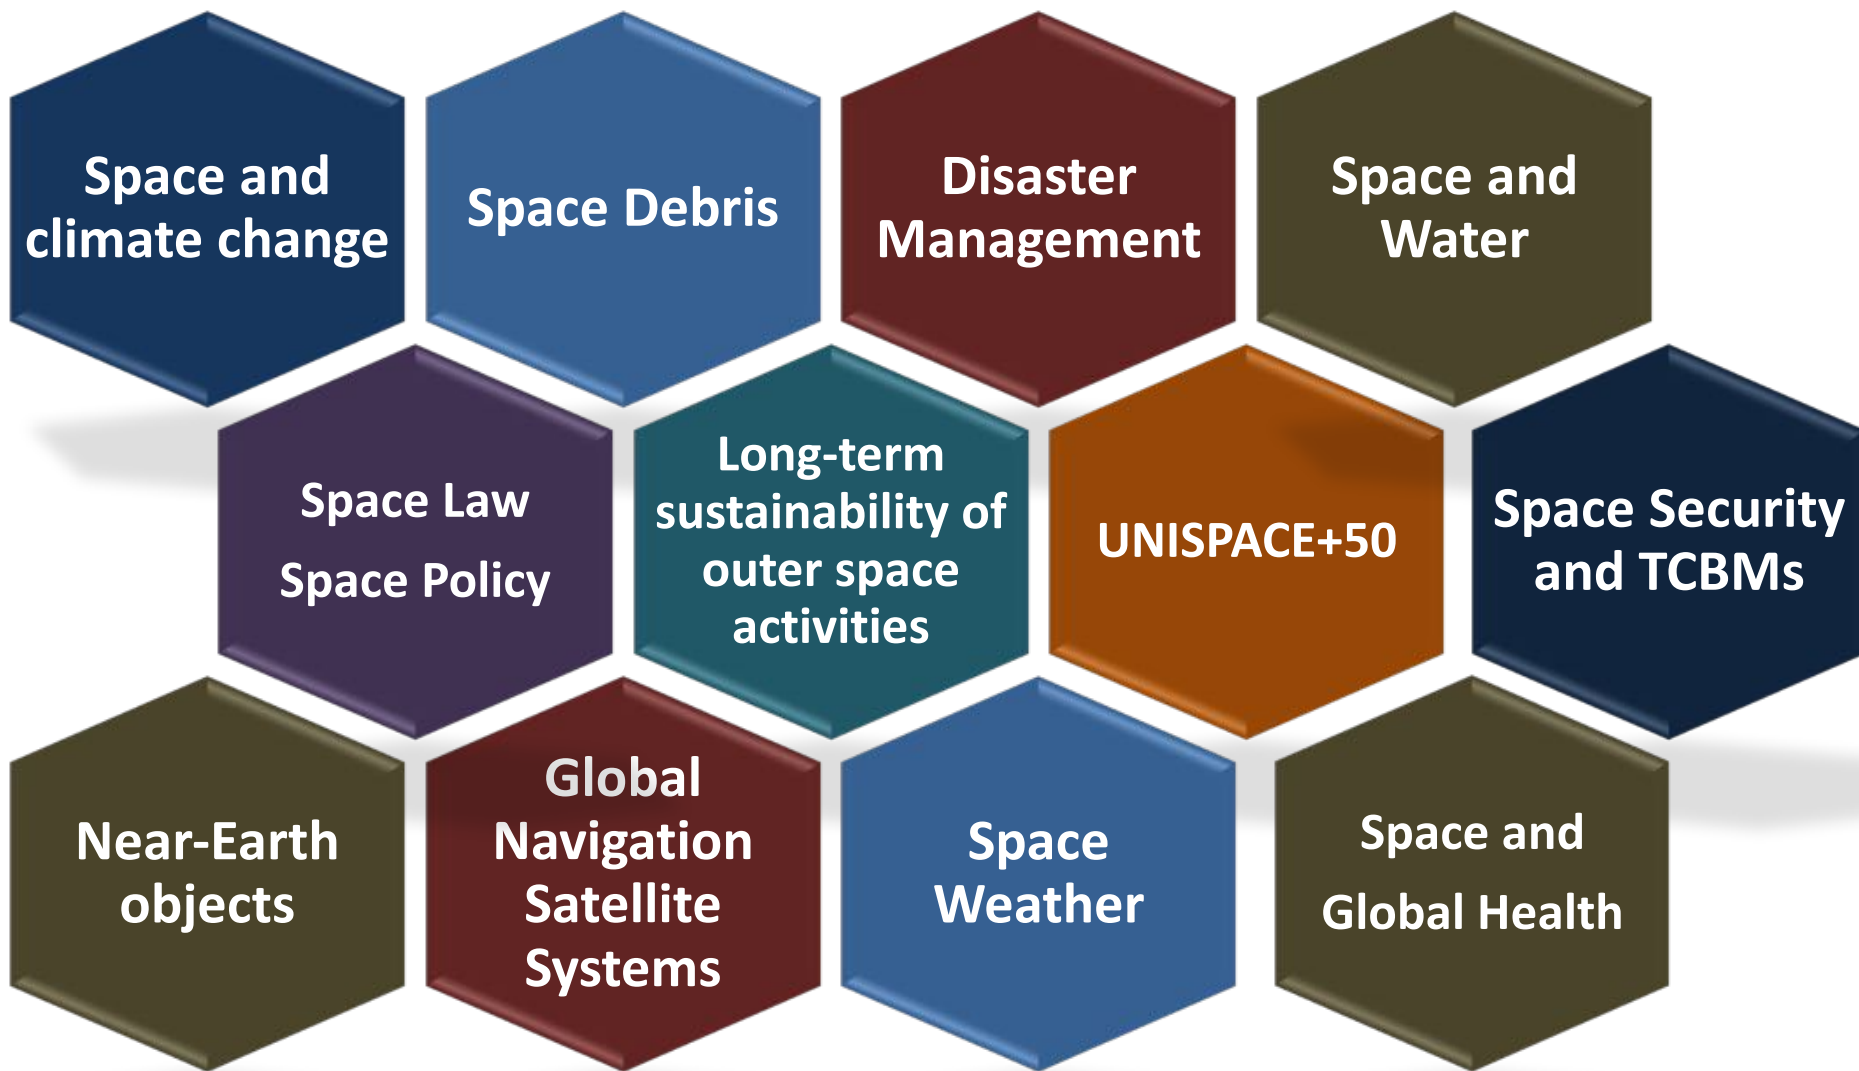 Space and
climate change
Space Debris
Disaster
Management
Space and
Water
Space Law
Space Policy
Long-term
sustainability of
outer space
activities
UNISPACE+50
Space Security
and TCBMs
Near-Earth
objects
Global
Navigation
Satellite
Systems
Space
Weather
Space and
Global Health